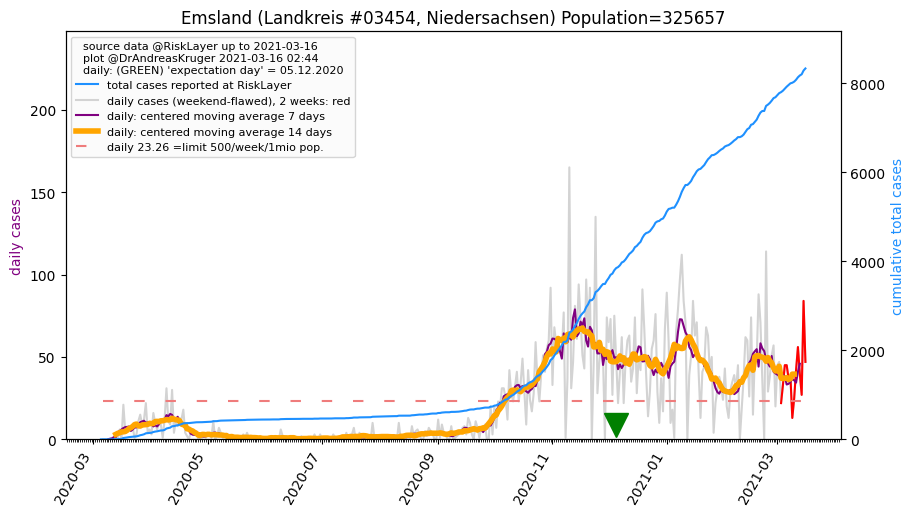 Emsland (Landkreis #03454, Niedersachsen) Population=325657
source data @RiskLayer up to 2021-03-16
plot @DrAndreasKruger 2021-03-16 02:44
daily: (GREEN) 'expectation day' = 05.12.2020
total cases reported at RiskLayer
daily cases (weekend-flawed), 2 weeks: red
daily: centered moving average 7 days
daily: centered moving average 14 days
daily 23.26 =limit 500/week/1mio pop.
daily cases
200
150
100
50
0
cumulative total cases
8000
6000
4000
2000
0
2020-03
2020-05
2020-07
2020-09
2020-11
2021-01
2021-03